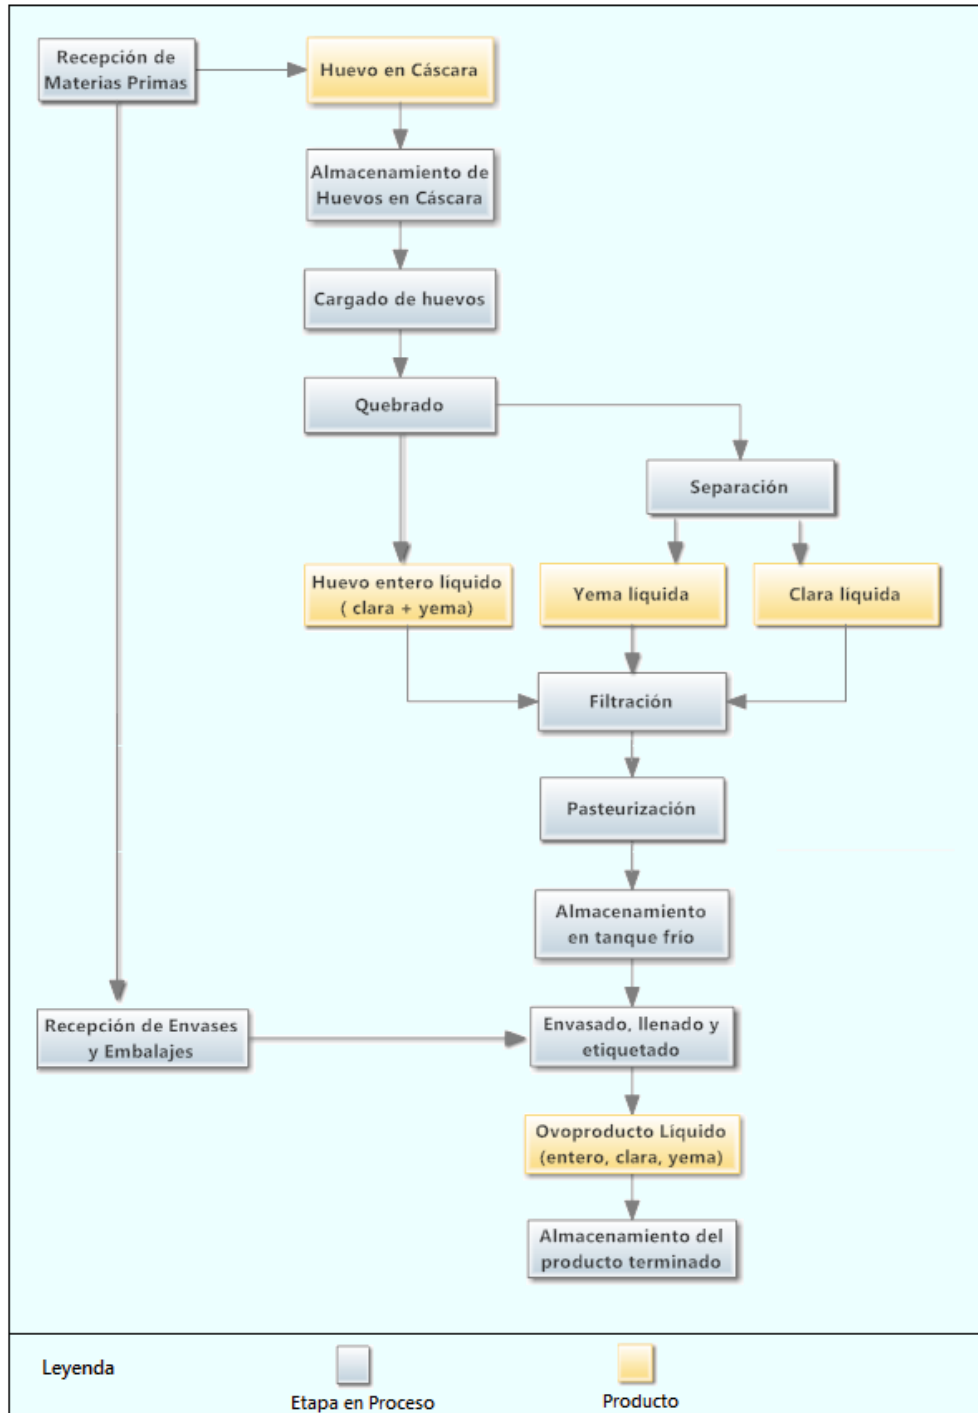 Recepción de
Materias Primas
Huevo en Cáscara
Almacenamiento de
Huevos en Cáscara
Cargado de huevos
Quebrado
Separación
Huevo entero líquido
( clara + yema)
Yema líquida
Clara líquida
Filtración
Pasteurización
Almacenamiento
en tanque frío
Recepción de Envases
y Embalajes
Envasado, llenado y
etiquetado
Ovoproducto Líquido
(entero, clara, yema)
Almacenamiento del
producto terminado
Leyenda
Etapa en Proceso
Producto